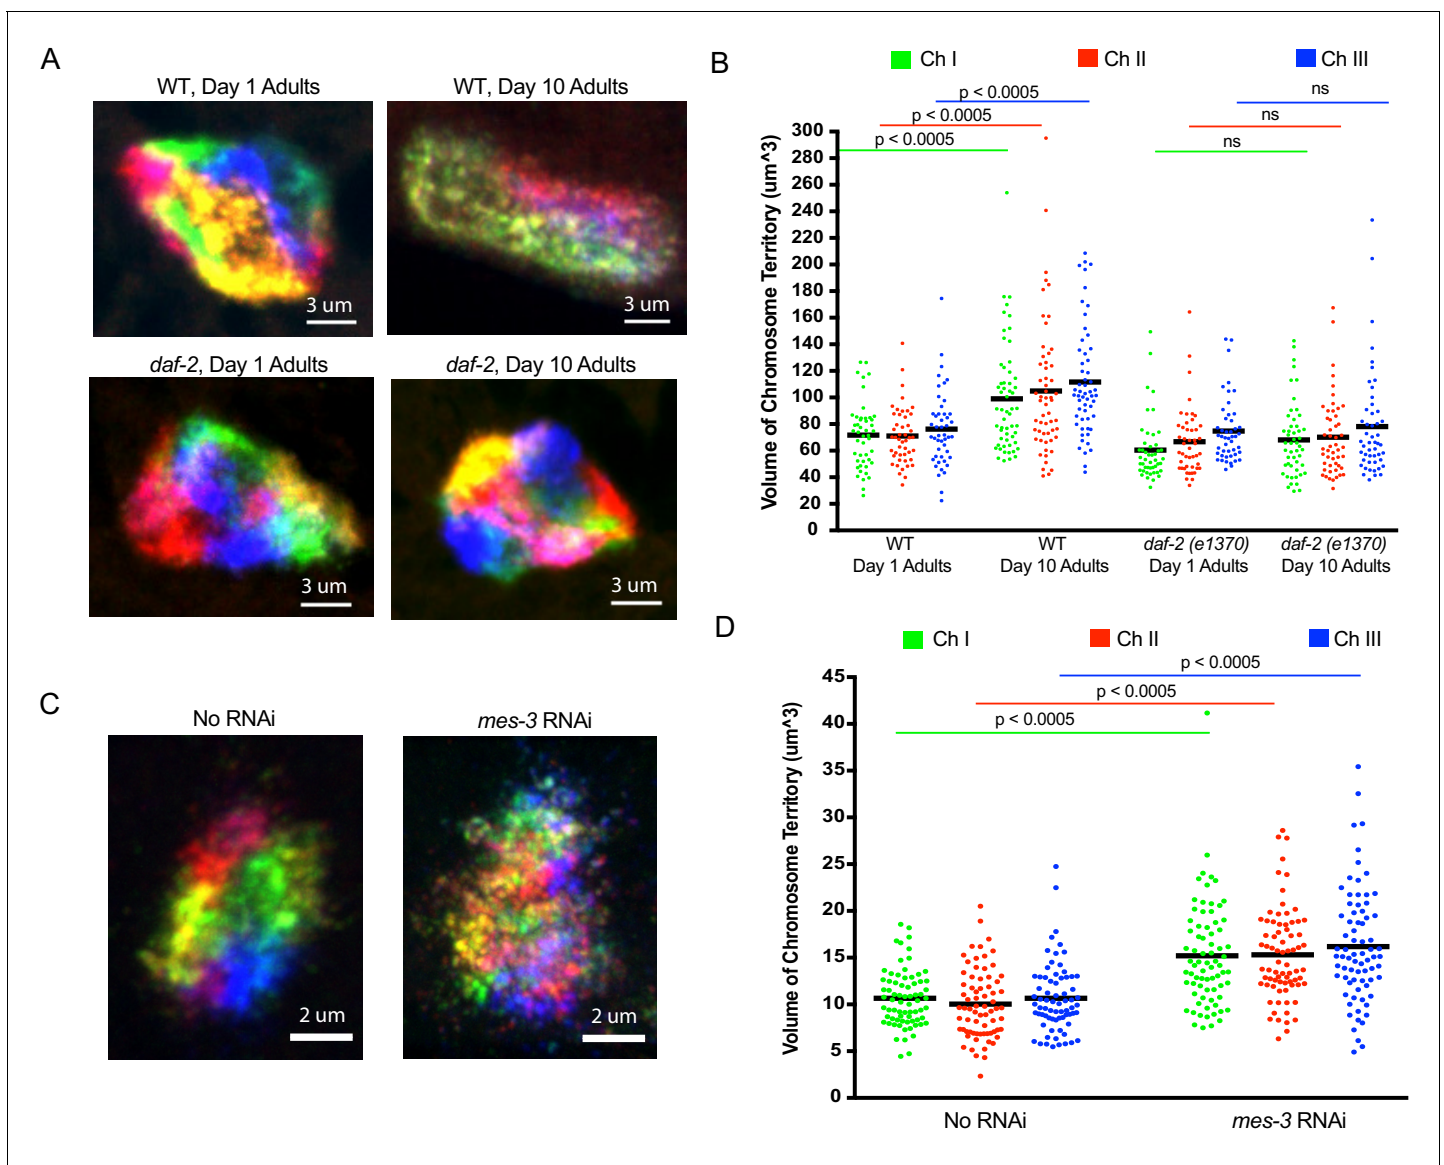 A
WT, Day 1 Adults
WT, Day 10 Adults
3 um
3 um
daf-2, Day 1 Adults
daf-2, Day 10 Adults
3 um
3 um
B
Ch I
Ch II
Ch III
p < 0.0005
ns
p < 0.0005
ns
p < 0.0005
ns
Volume of Chromosome Territory (um^3)
300
280
260
240
220
200
180
160
140
120
100
80
60
40
20
0
WT
Day 1 Adults
WT
Day 10 Adults
daf-2 (e1370)
Day 1 Adults
daf-2 (e1370)
Day 10 Adults
C
No RNAi
mes-3 RNAi
2 um
2 um
D
Ch I
Ch II
Ch III
p < 0.0005
p < 0.0005
p < 0.0005
Volume of Chromosome Territory (um^3)
45
40
35
30
25
20
15
10
5
0
No RNAi
mes-3 RNAi